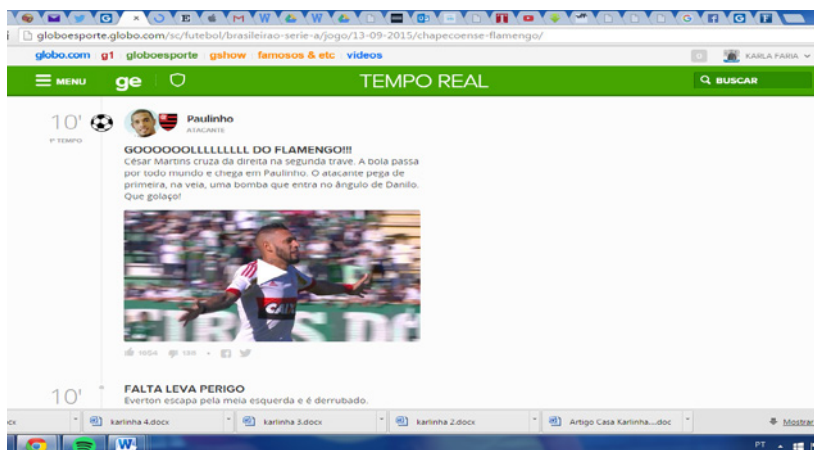 globoesporte.globo.com/sc/futebol/brasileirao-serie-a/jogo/13-09-2015/chapecoense-flamengo/
globo.com g1 globoesporte gshow famosos & etc vídeos KARLA FARIA
MENU ge TEMPO REAL BUSCAR
10' Paulinho
1º TEMPO ATACANTE
GOOOOOOLLLLLLLLL DO FLAMENGO!!!
César Martins cruza da direita na segunda trave. A bola passa
por todo mundo e chega em Paulinho. O atacante pega de
primeira, na veia, uma bomba que entra no ângulo de Danilo.
Que golaço!
CAIXA
1004 180
10' FALTA LEVA PERIGO
Everton escapa pela meia esquerda e é derrubado.
karlinha 4.docx karlinha 3.docx karlinha 2.docx Artigo Casa Karlinha....doc Mostrar
PT